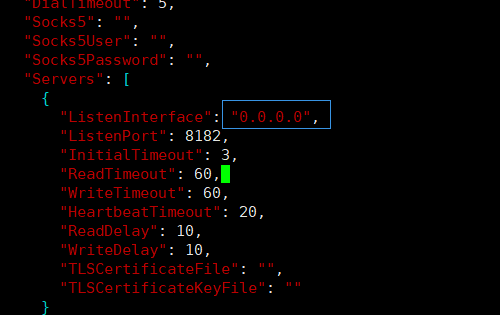 "DialTimeout": 5,
"Socks5": "",
"Socks5User": "",
"Socks5Password": "",
"Servers": [
{
"ListenInterface": "0.0.0.0",
"ListenPort": 8182,
"InitialTimeout": 3,
"ReadTimeout": 60,
"WriteTimeout": 60,
"HeartbeatTimeout": 20,
"ReadDelay": 10,
"WriteDelay": 10,
"TLSCertificateFile": "",
"TLSCertificateKeyFile": ""
}